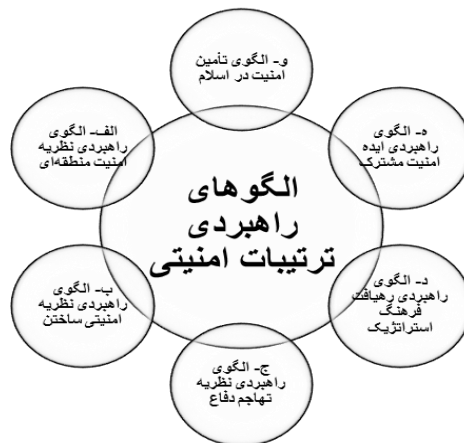 و- الگوی تأمین
امنیت در اسلام
ه- الگوی
راهبردی ایده
امنیت مشترک
الف- الگوی
راهبردی نظریه
امنیت منطقه‌ای
الگوهای
راهبردی
ترتیبات امنیتی
د- الگوی
راهبردی رهیافت
فرهنگ
استراتژیک
ب- الگوی
راهبردی نظریه
امنیتی ساختن
ج- الگوی
راهبردی نظریه
تهاجم دفاع